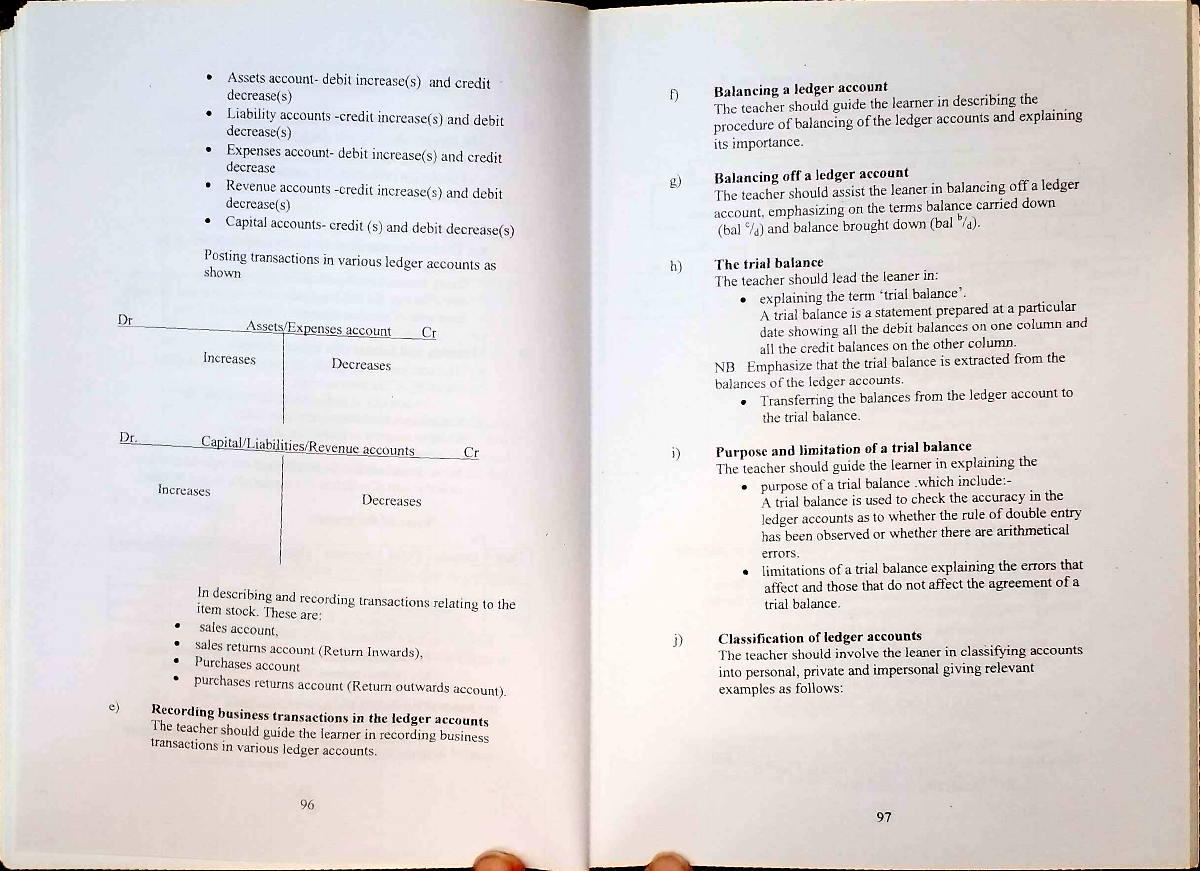 • Assets account- debit increase(s) and credit
decrease(s)
• Liability accounts -credit increase(s) and debit
decrease(s)
• Expenses account- debit increase(s) and credit
decrease
• Revenue accounts -credit increase(s) and debit
decrease(s)
• Capital accounts- credit (s) and debit decrease(s)
Posting transactions in various ledger accounts as
shown
Dr Assets/Expenses account Cr
Increases Decreases
Dr. Capital/Liabilities/Revenue accounts Cr
Increases Decreases
In describing and recording transactions relating to the
item stock. These are:
• sales account,
• sales returns account (Return Inwards),
• Purchases account
• purchases returns account (Return outwards account).
e) Recording business transactions in the ledger accounts
The teacher should guide the learner in recording business
transactions in various ledger accounts.
96
f) Balancing a ledger account
The teacher should guide the learner in describing the
procedure of balancing of the ledger accounts and explaining
its importance.
g) Balancing off a ledger account
The teacher should assist the leaner in balancing off a ledger
account, emphasizing on the terms balance carried down
(bal c/d) and balance brought down (bal b/d).
h) The trial balance
The teacher should lead the leaner in:
• explaining the term ‘trial balance’.
A trial balance is a statement prepared at a particular
date showing all the debit balances on one column and
all the credit balances on the other column.
NB Emphasize that the trial balance is extracted from the
balances of the ledger accounts.
• Transferring the balances from the ledger account to
the trial balance.
i) Purpose and limitation of a trial balance
The teacher should guide the learner in explaining the
• purpose of a trial balance .which include:-
A trial balance is used to check the accuracy in the
ledger accounts as to whether the rule of double entry
has been observed or whether there are arithmetical
errors.
• limitations of a trial balance explaining the errors that
affect and those that do not affect the agreement of a
trial balance.
j) Classification of ledger accounts
The teacher should involve the leaner in classifying accounts
into personal, private and impersonal giving relevant
examples as follows:
97